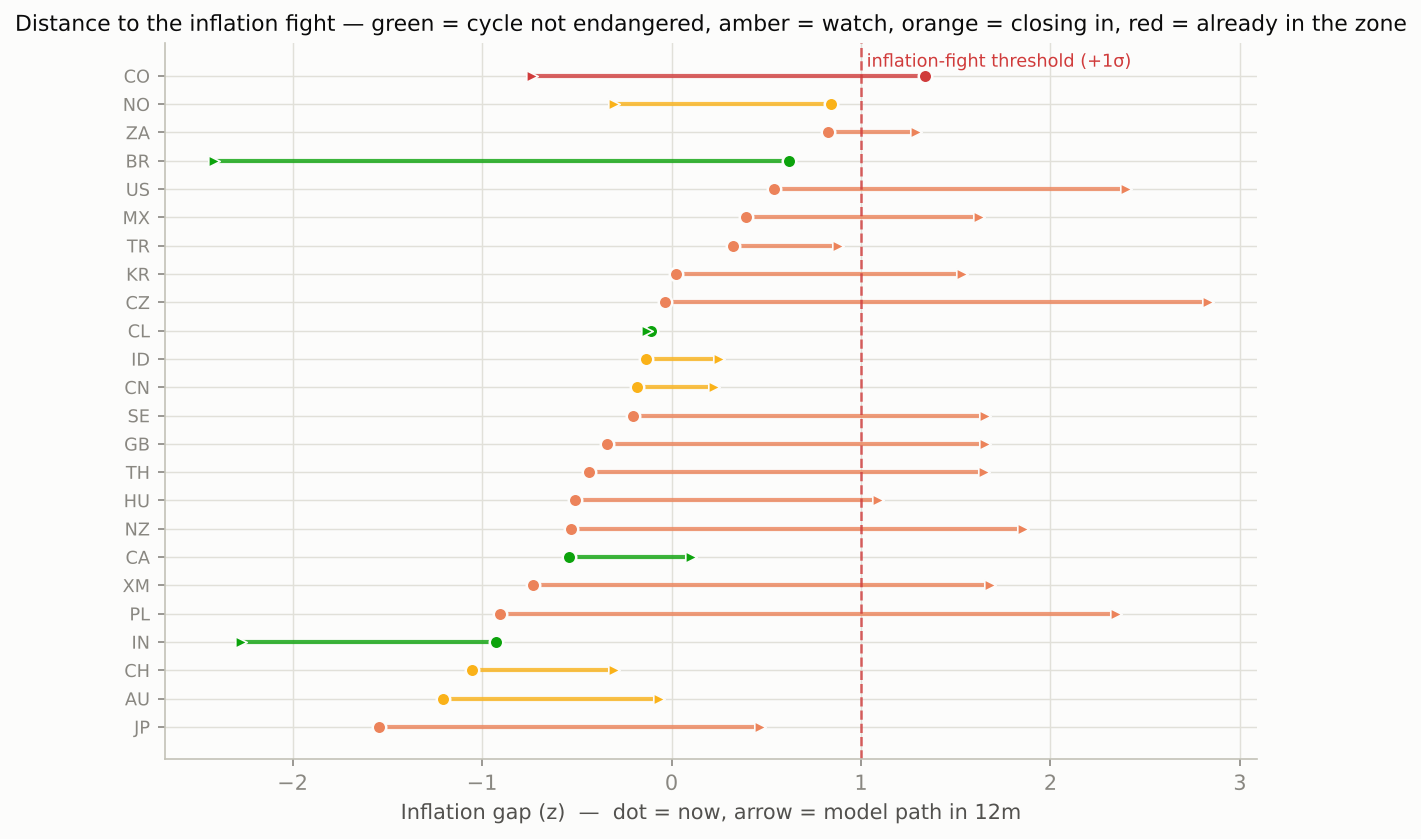 Distance to the inflation fight — green = cycle not endangered, amber = watch, orange = closing in, red = already in the zone
inflation-fight threshold (+1σ)
CO
NO
ZA
BR
US
MX
TR
KR
CZ
CL
ID
CN
SE
GB
TH
HU
NZ
CA
XM
PL
IN
CH
AU
JP
−2 −1 0 1 2 3
Inflation gap (z) — dot = now, arrow = model path in 12m